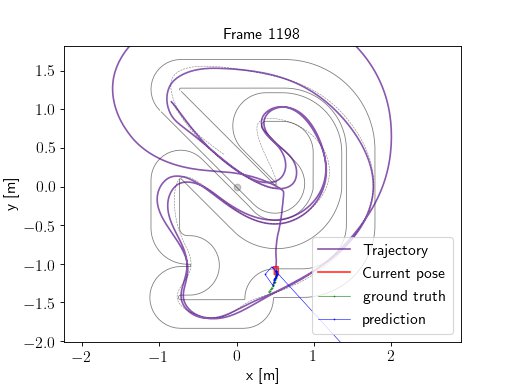 Frame 1198
y [m]
1.5
1.0
0.5
0.0
−0.5
−1.0
−1.5
−2.0
Trajectory
Current pose
ground truth
prediction
−2 −1 0 1 2
x [m]